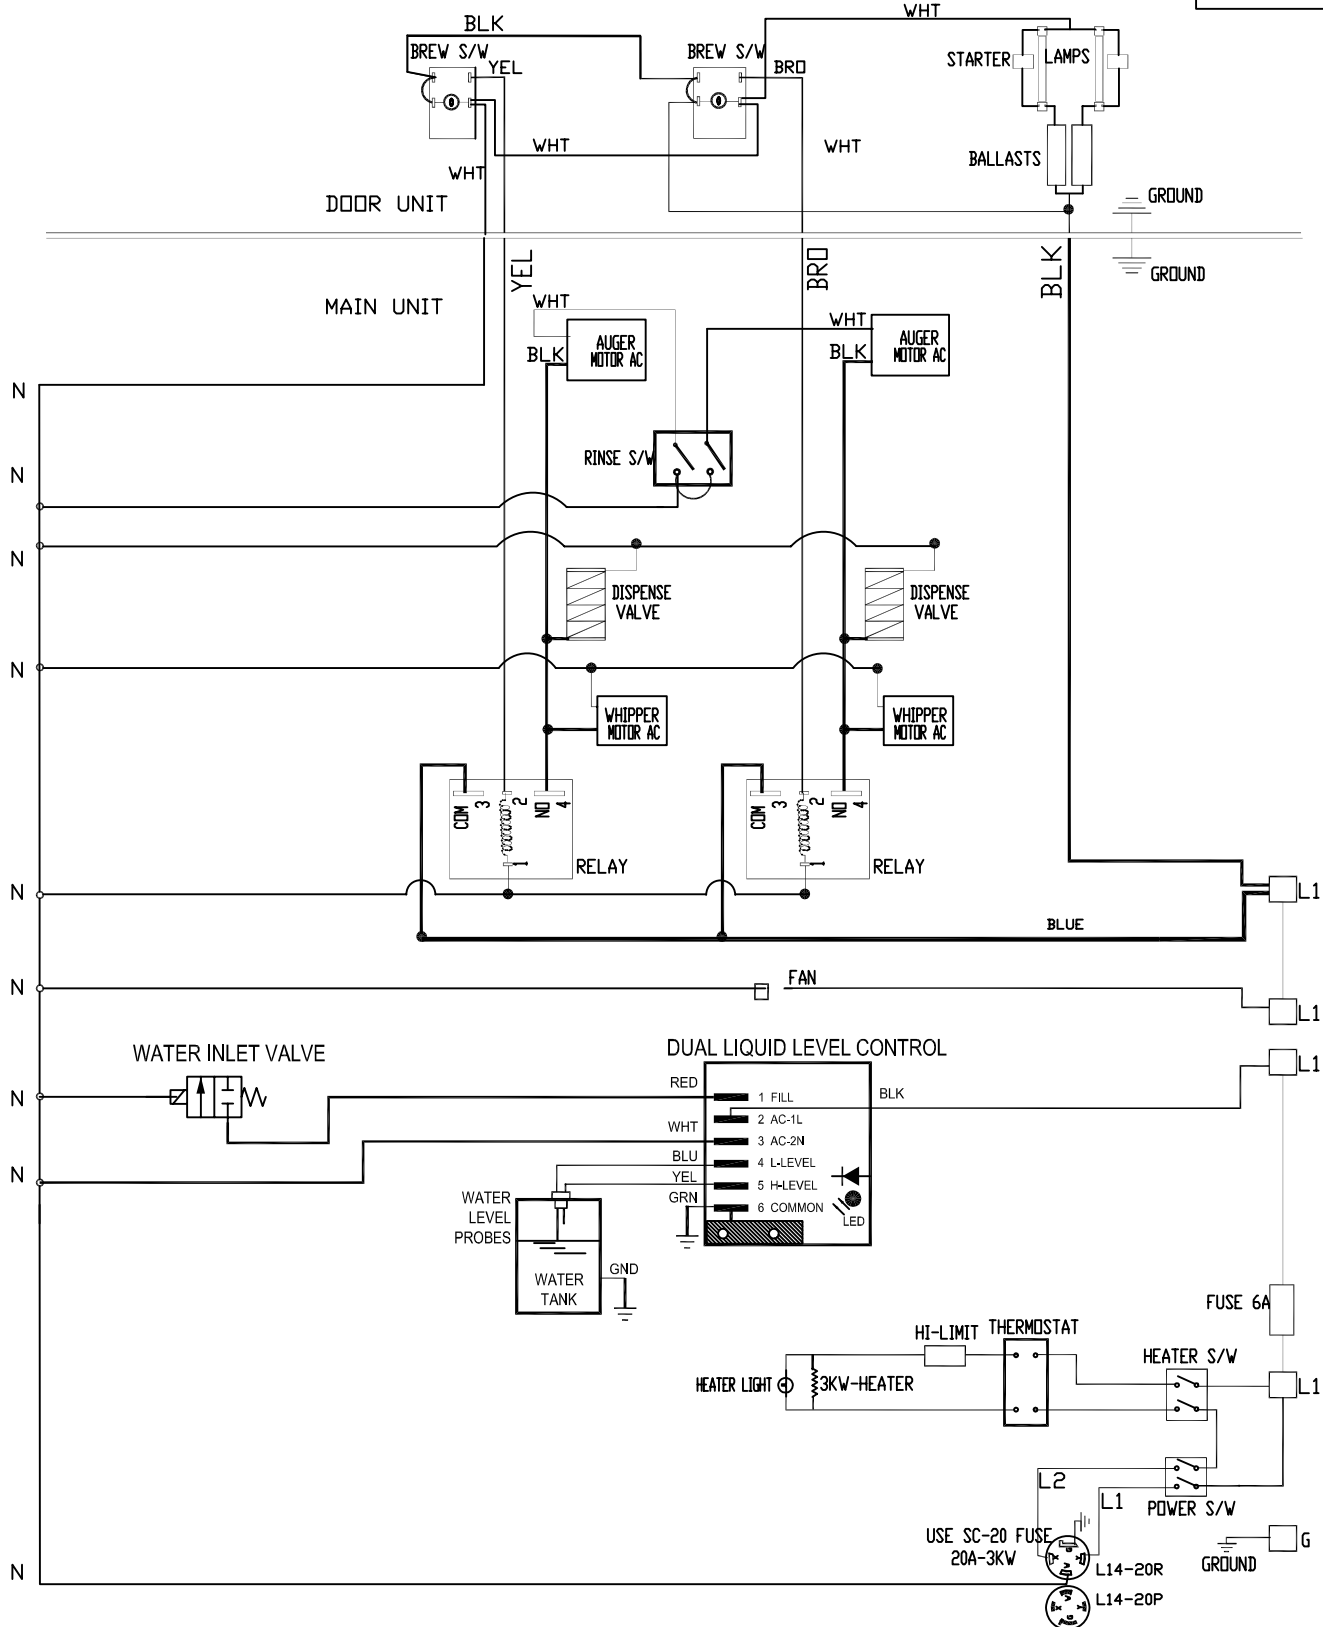 WHT
BLK
BREW S/W
BREW S/W
YEL
BRO
STARTER
LAMPS
WHT
WHT
BALLASTS
WHT
DOOR UNIT
GROUND
YEL
BRO
BLK
GROUND
MAIN UNIT
WHT
WHT
AUGER
MOTOR AC
AUGER
MOTOR AC
BLK
BLK
N
RINSE S/W
N
N
DISPENSE
VALVE
DISPENSE
VALVE
N
WHIPPER
MOTOR AC
WHIPPER
MOTOR AC
COM
3
2
NO
4
1
RELAY
COM
3
2
NO
4
1
RELAY
N
L1
BLUE
N
FAN
L1
WATER INLET VALVE
DUAL LIQUID LEVEL CONTROL
L1
RED
1 FILL
BLK
N
2 AC-1L
WHT
3 AC-2N
BLU
4 L-LEVEL
N
YEL
5 H-LEVEL
GRN
6 COMMON
LED
WATER
LEVEL
PROBES
GND
WATER
TANK
FUSE 6A
HI-LIMIT
THERMOSTAT
HEATER S/W
HEATER LIGHT
3KW-HEATER
L1
L2
L1
POWER S/W
USE SC-20 FUSE
20A-3KW
G
GROUND
L14-20R
N
L14-20P